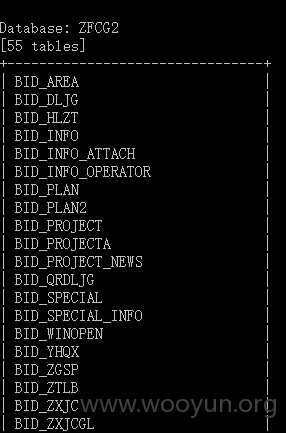 Database: ZFCG2
[55 tables]
+--------------------------------+
| BID_AREA |
| BID_DLJG |
| BID_HLZT |
| BID_INFO |
| BID_INFO_ATTACH |
| BID_INFO_OPERATOR |
| BID_PLAN |
| BID_PLAN2 |
| BID_PROJECT |
| BID_PROJECTA |
| BID_PROJECT_NEWS |
| BID_QRDLJG |
| BID_SPECIAL |
| BID_SPECIAL_INFO |
| BID_WINOPEN |
| BID_YHQX |
| BID_ZGSP |
| BID_ZTLB |
| BID_ZXJC |
www.wooyun.org
| BID_ZXJCGL |